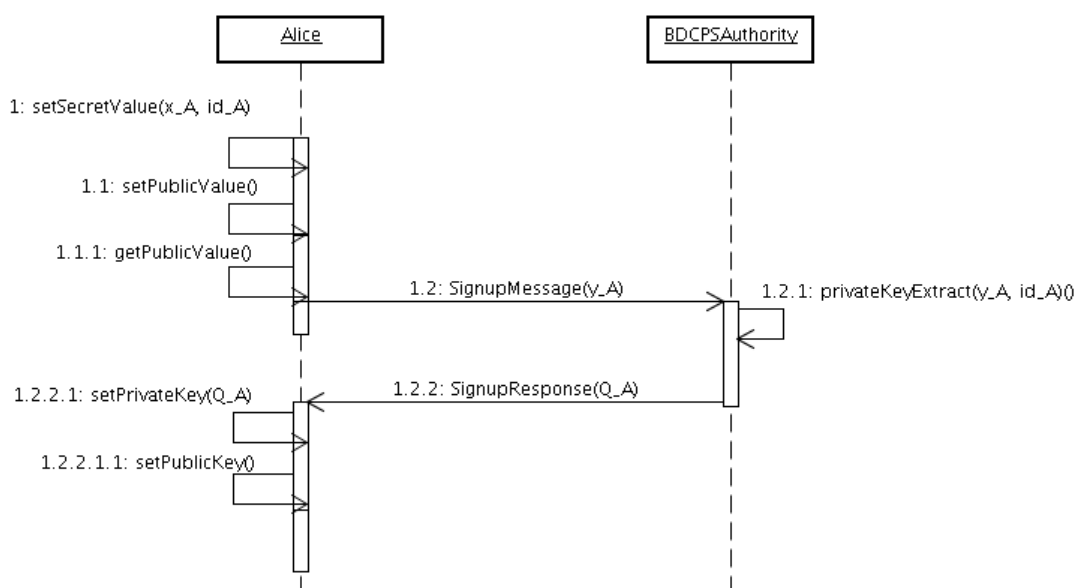 Alice
BDCPSAuthority
1: setSecretValue(x_A, id_A)
1.1: setPublicValue()
1.1.1: getPublicValue()
1.2: SignupMessage(y_A)
1.2.1: privateKeyExtract(y_A, id_A)()
1.2.2: SignupResponse(Q_A)
1.2.2.1: setPrivateKey(Q_A)
1.2.2.1.1: setPublicKey()